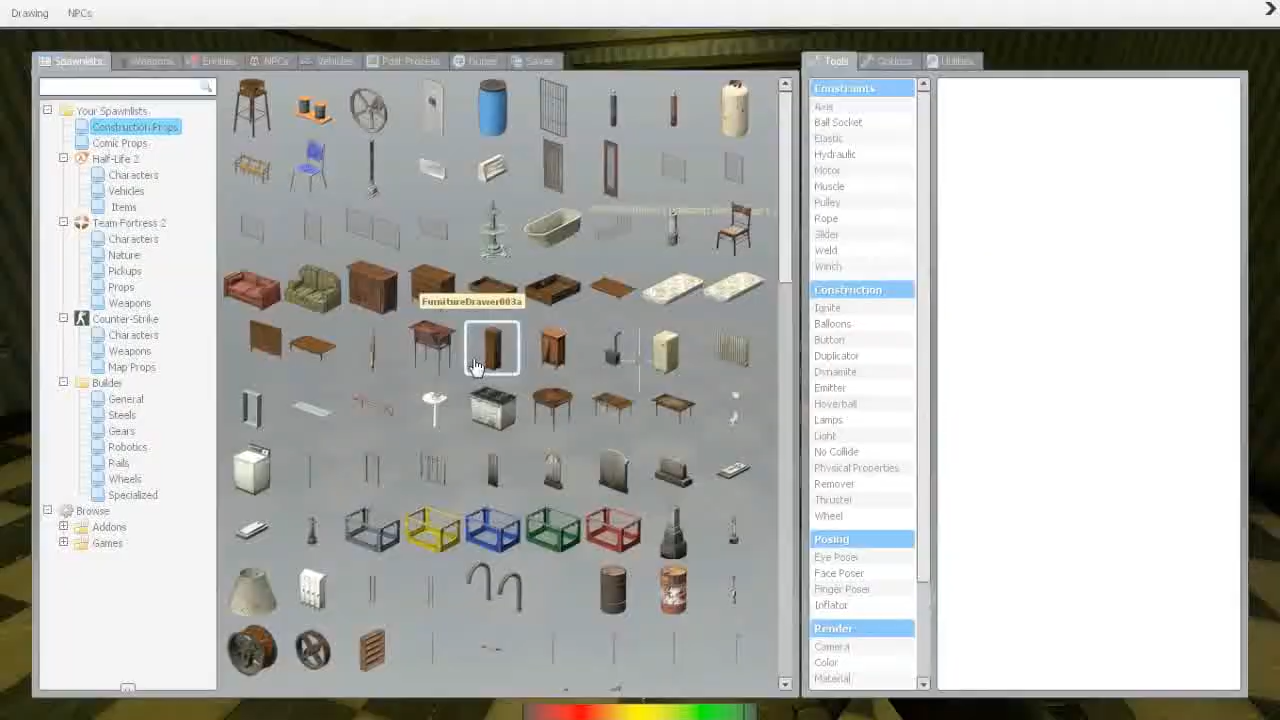 Drawing NPCs
Spawnlists Weapons Entities NPCs Vehicles Post Process Dupes Saves
Tools Options Utilities
Your Spawnlists
Construction Props
Comic Props
Half-Life 2
Characters
Vehicles
Items
Team Fortress 2
Characters
Nature
Pickups
Props
Weapons
Counter-Strike
Characters
Weapons
Map Props
Builder
General
Steels
Gears
Robotics
Rails
Wheels
Specialized
Browse
Addons
Games
FurnitureDrawer003a
Constraints
Axis
Ball Socket
Elastic
Hydraulic
Motor
Muscle
Pulley
Rope
Slider
Weld
Winch
Construction
Ignite
Balloons
Button
Duplicator
Dynamite
Emitter
Hoverball
Lamps
Light
No Collide
Physical Properties
Remover
Thruster
Wheel
Posing
Eye Poser
Face Poser
Finger Poser
Inflator
Render
Camera
Color
Material